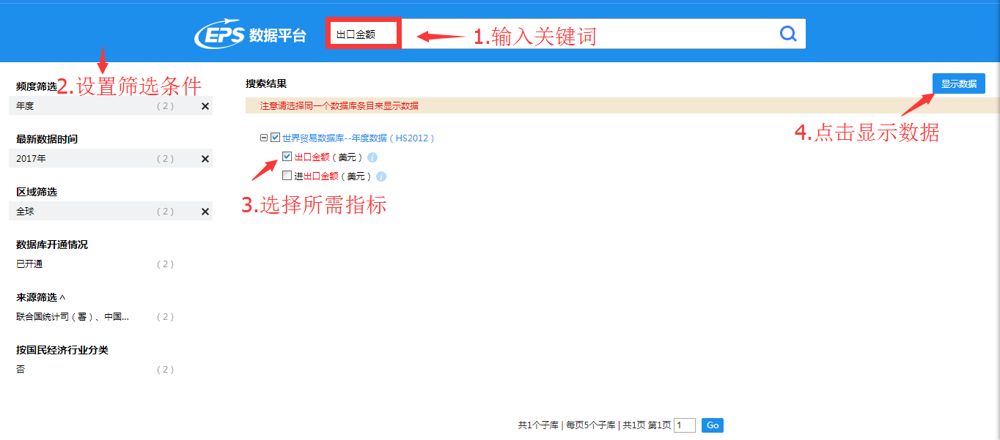 EPS 数据平台
出口金额
1.输入关键词
2.设置筛选条件
频度筛选
年度 ( 2 ) ×
最新数据时间
2017年 ( 2 ) ×
区域筛选
全球 ( 2 ) ×
数据库开通情况
已开通 ( 2 )
来源筛选 ^
联合国统计司（署）、中国... ( 2 )
按国民经济行业分类
否 ( 2 )
搜索结果
显示数据
注意请选择同一个数据库条目来显示数据
4.点击显示数据
世界贸易数据库--年度数据（HS2012）
出口金额（美元） i
进出口金额（美元） i
3.选择所需指标
共1个子库 | 每页5个子库 | 共1页 第1页 1 Go